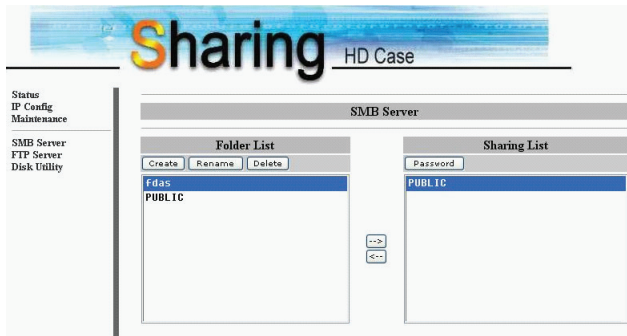 Sharing HD Case
Status
IP Config
Maintenance
SMB Server
FTP Server
Disk Utility
SMB Server
Folder List
Create Rename Delete
fdas
PUBLIC
-->
<--
Sharing List
Password
PUBLIC